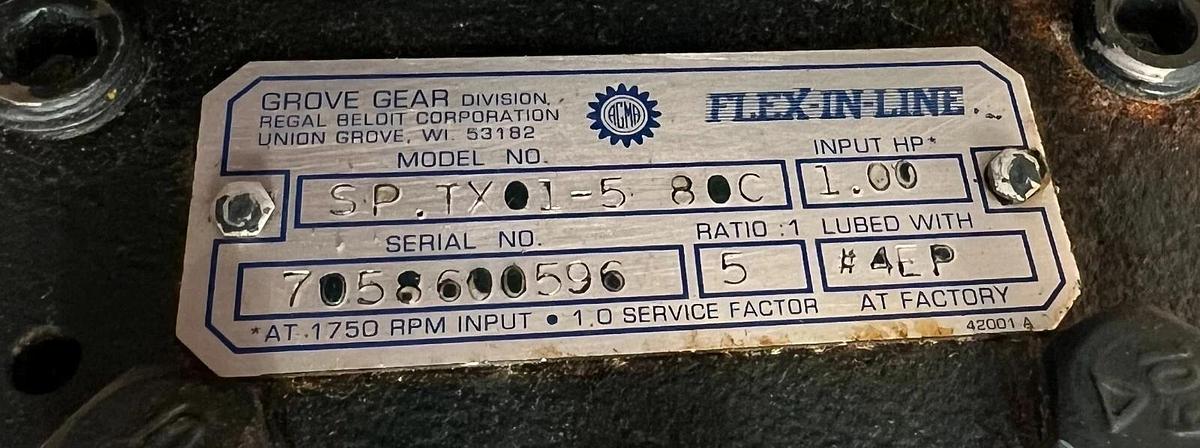 GROVE GEAR DIVISION,
REGAL BELOIT CORPORATION
UNION GROVE, WI. 53182
AGMA
FLEX-IN-LINE
MODEL NO.
SP.TX01-5 80C
INPUT HP*
1.00
SERIAL NO.
7058600596
RATIO :1
5
LUBED WITH
#4EP
AT FACTORY
*AT 1750 RPM INPUT • 1.0 SERVICE FACTOR
42001 A